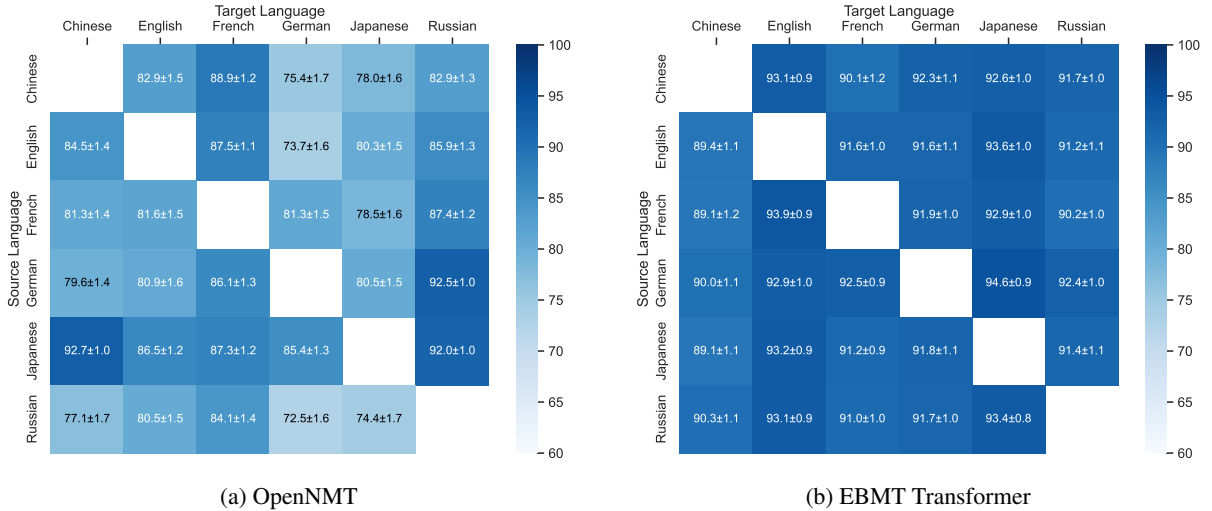 Target Language
Chinese English French German Japanese Russian
Source Language
Chinese 82.9±1.5 88.9±1.2 75.4±1.7 78.0±1.6 82.9±1.3
English 84.5±1.4 87.5±1.1 73.7±1.6 80.3±1.5 85.9±1.3
French 81.3±1.4 81.6±1.5 81.3±1.5 78.5±1.6 87.4±1.2
German 79.6±1.4 80.9±1.6 86.1±1.3 80.5±1.5 92.5±1.0
Japanese 92.7±1.0 86.5±1.2 87.3±1.2 85.4±1.3 92.0±1.0
Russian 77.1±1.7 80.5±1.5 84.1±1.4 72.5±1.6 74.4±1.7
100
95
90
85
80
75
70
65
60
(a) OpenNMT
Target Language
Chinese English French German Japanese Russian
Source Language
Chinese 93.1±0.9 90.1±1.2 92.3±1.1 92.6±1.0 91.7±1.0
English 89.4±1.1 91.6±1.0 91.6±1.1 93.6±1.0 91.2±1.1
French 89.1±1.2 93.9±0.9 91.9±1.0 92.9±1.0 90.2±1.0
German 90.0±1.1 92.9±1.0 92.5±0.9 94.6±0.9 92.4±1.0
Japanese 89.1±1.1 93.2±0.9 91.2±0.9 91.8±1.1 91.4±1.1
Russian 90.3±1.1 93.1±0.9 91.0±1.0 91.7±1.0 93.4±0.8
100
95
90
85
80
75
70
65
60
(b) EBMT Transformer